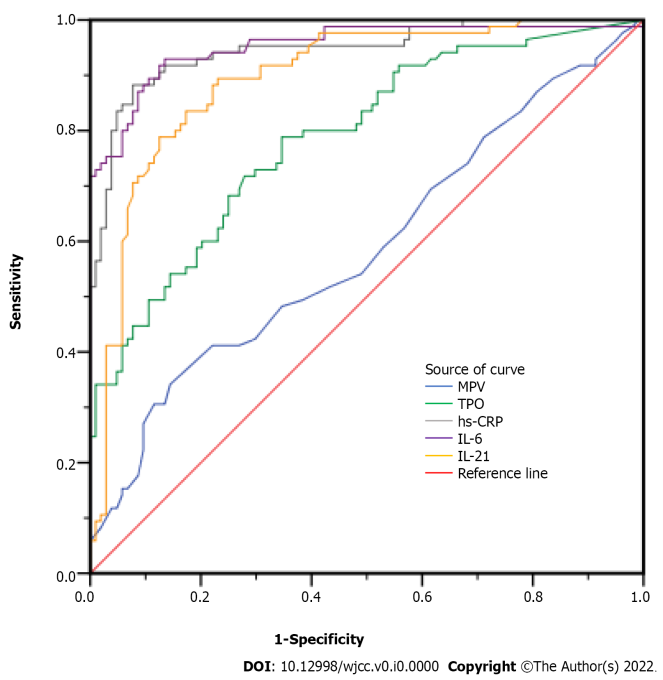 1.0
0.8
0.6
0.4
0.2
0.0
Sensitivity
Source of curve
MPV
TPO
hs-CRP
IL-6
IL-21
Reference line
0.0 0.2 0.4 0.6 0.8 1.0
1-Specificity
DOI: 10.12998/wjcc.v0.i0.0000 Copyright ©The Author(s) 2022.